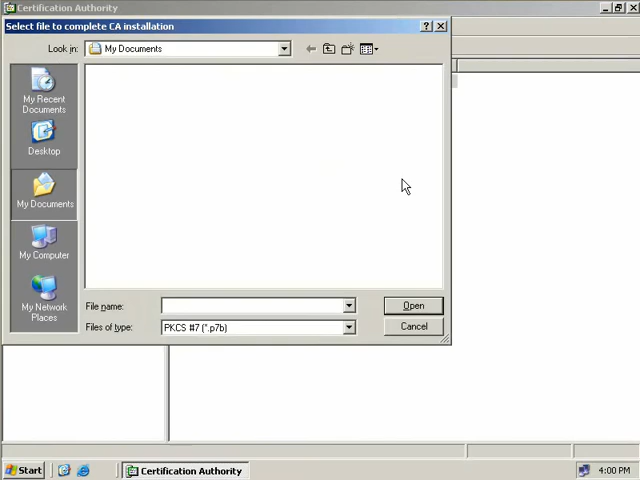 Certification Authority
Select file to complete CA installation
Look in:
My Documents
My Recent
Documents
Desktop
My Documents
My Computer
My Network
Places
File name:
Open
Files of type:
PKCS #7 (*.p7b)
Cancel
Start
Certification Authority
4:00 PM